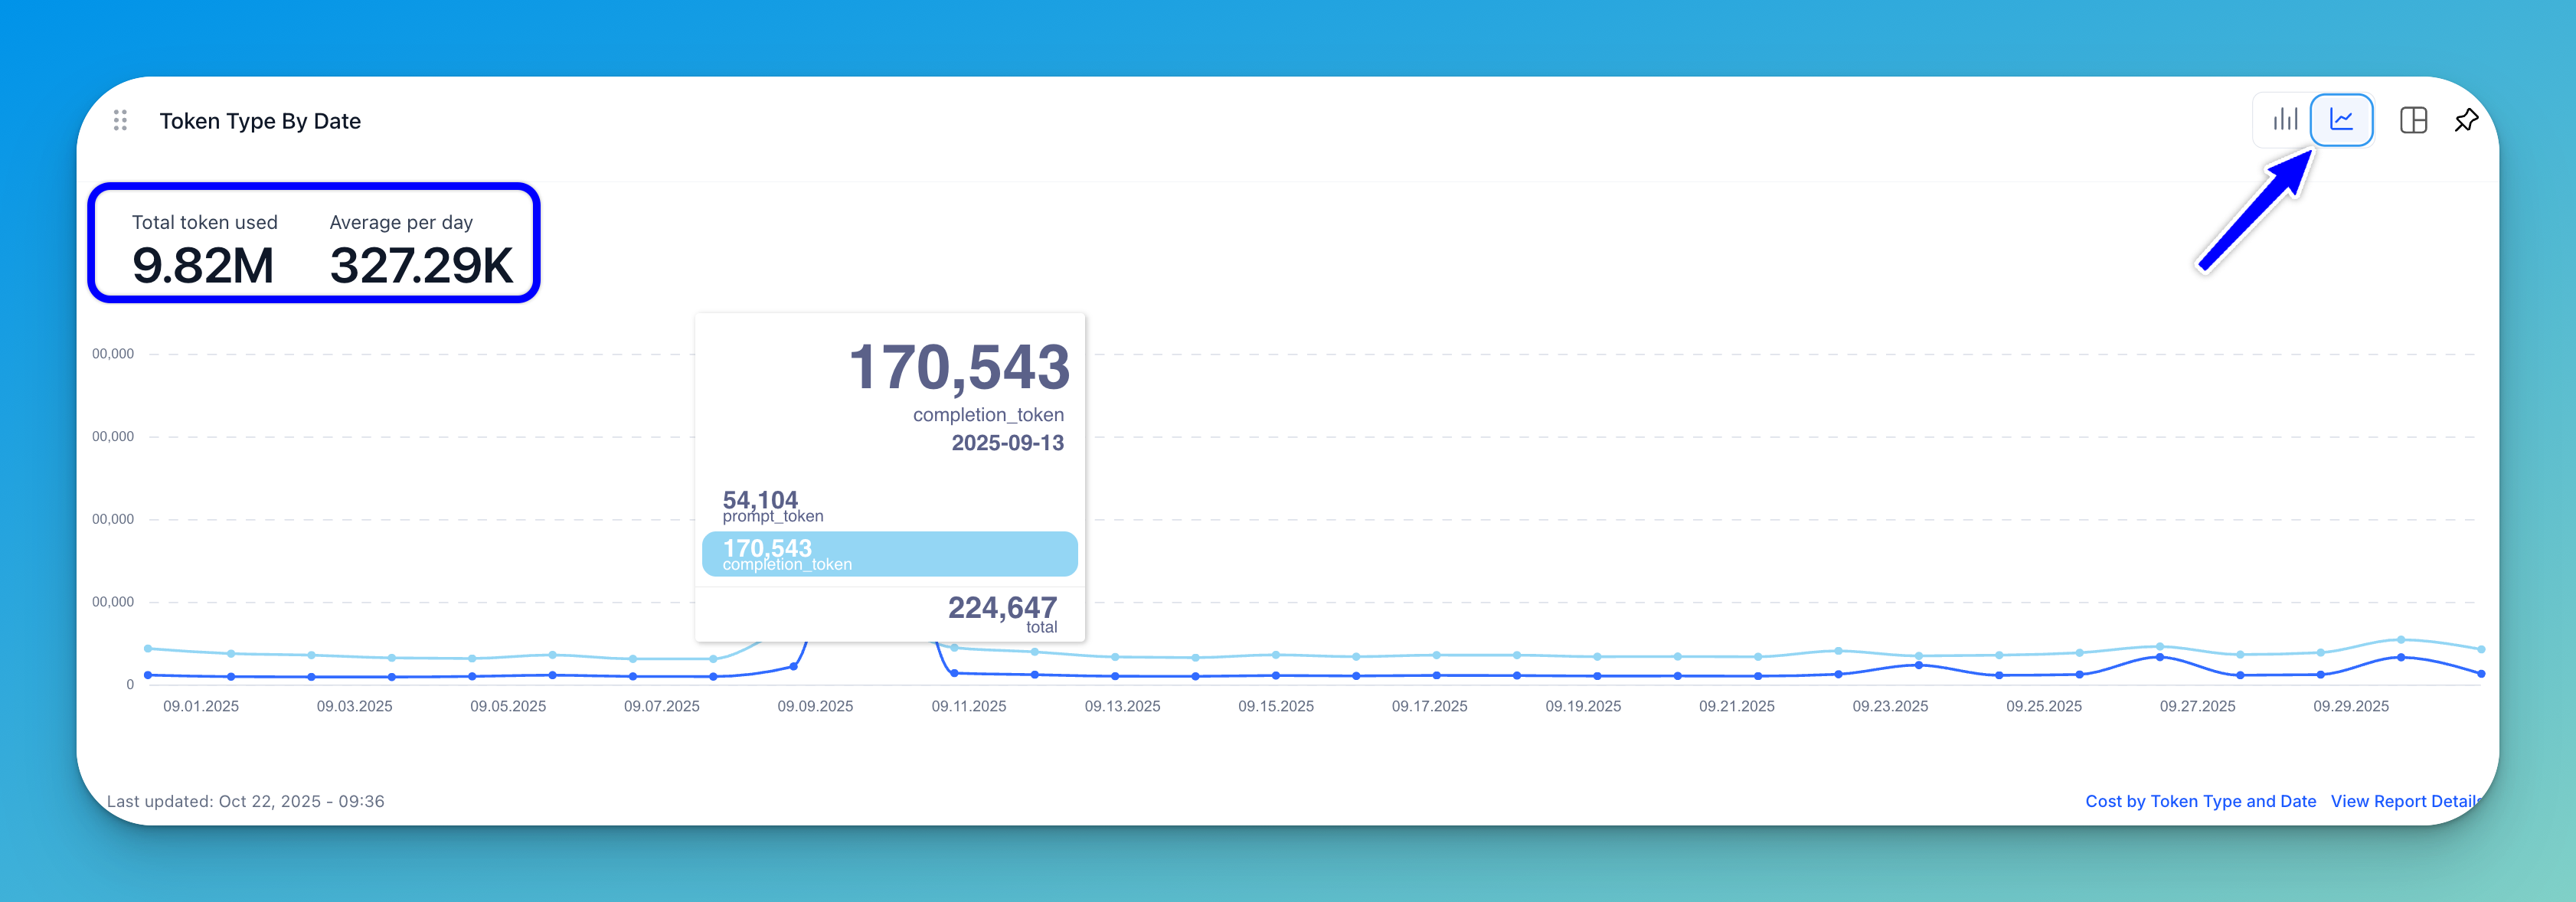 Token Type By Date
Total token used
Average per day
9.82M
327.29K
170,543
completion_token
2025-09-13
54,104
prompt_token
170,543
completion_token
224,647
total
00,000
00,000
00,000
00,000
0
09.01.2025 09.03.2025 09.05.2025 09.07.2025 09.09.2025 09.11.2025 09.13.2025 09.15.2025 09.17.2025 09.19.2025 09.21.2025 09.23.2025 09.25.2025 09.27.2025 09.29.2025
Last updated: Oct 22, 2025 - 09:36
Cost by Token Type and Date
View Report Details